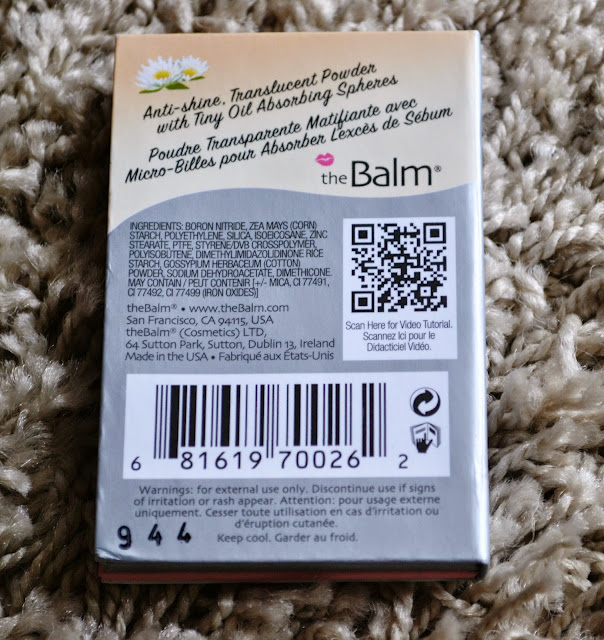 Anti-shine, Translucent Powder
with Tiny Oil Absorbing Spheres
Poudre Transparente Matifiante avec
Micro-Billes pour Absorber L'excès de Sébum
the Balm®
INGREDIENTS: BORON NITRIDE, ZEA MAYS (CORN)
STARCH, POLYETHYLENE, SILICA, ISOEICOSANE, ZINC
STEARATE, PTFE, STYRENE/DVB CROSSPOLYMER,
POLYISOBUTENE, DIMETHYLIMIDAZOLIDINONE RICE
STARCH, GOSSYPIUM HERBACEUM (COTTON)
POWDER, SODIUM DEHYDROACETATE, DIMETHICONE.
MAY CONTAIN / PEUT CONTENIR [+/- MICA, CI 77491,
CI 77492, CI 77499 (IRON OXIDES)]
theBalm® • www.theBalm.com
San Francisco, CA 94115, USA
theBalm® (Cosmetics) LTD,
64 Sutton Park, Sutton, Dublin 13, Ireland
Made in the USA • Fabriqué aux États-Unis
Scan Here for Video Tutorial.
Scannez Ici pour le
Didacticiel Vidéo.
6 81619 70026 2
Warnings: for external use only. Discontinue use if signs
of irritation or rash appear. Attention: pour usage externe
uniquement. Cesser toute utilisation en cas d'irritation ou
d'éruption cutanée.
Keep cool. Garder au froid.
944